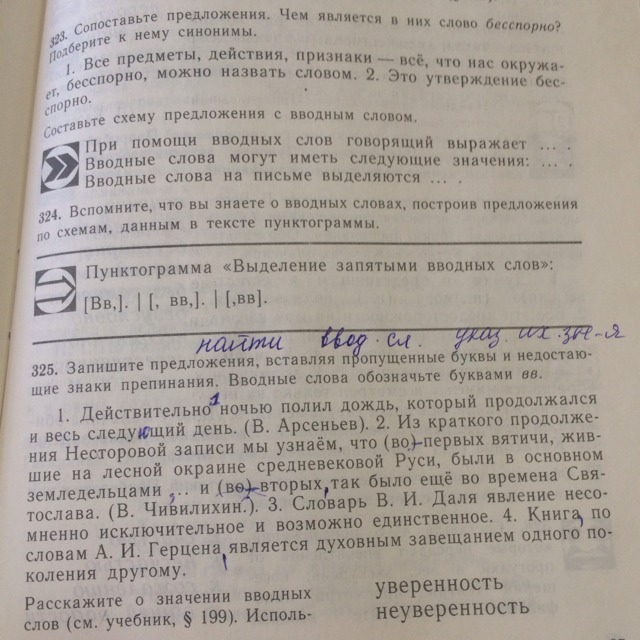 323. Сопоставьте предложения. Чем является в них слово бесспорно?
Подберите к нему синонимы.
1. Все предметы, действия, признаки — всё, что нас окружа-
ет, бесспорно, можно назвать словом. 2. Это утверждение бес-
спорно.
Составьте схему предложения с вводным словом.
При помощи вводных слов говорящий выражает ... .
Вводные слова могут иметь следующие значения: ... .
Вводные слова на письме выделяются ... .
324. Вспомните, что вы знаете о вводных словах, построив предложения
по схемам, данным в тексте пунктограммы.
Пунктограмма «Выделение запятыми вводных слов»:
[Вв,]. | [, вв,]. | [,вв].
найти ввод. сл. указ. их зн-я
325. Запишите предложения, вставляя пропущенные буквы и недостаю-
щие знаки препинания. Вводные слова обозначьте буквами вв.
1. Действительно, ночью полил дождь, который продолжался
и весь следующий день. (В. Арсеньев). 2. Из краткого продолже-
ния Несторовой записи мы узнаём, что (во)-первых вятичи, жив-
шие на лесной окраине средневековой Руси, были в основном
земледельцами , .. и (во)-вторых, так было ещё во времена Свя-
тослава. (В. Чивилихин.). 3. Словарь В. И. Даля явление несо-
мненно исключительное и возможно единственное. 4. Книга, по
словам А. И. Герцена, является духовным завещанием одного по-
коления другому.
Расскажите о значении вводных
слов (см. учебник, § 199). Исполь-
уверенность
неуверенность